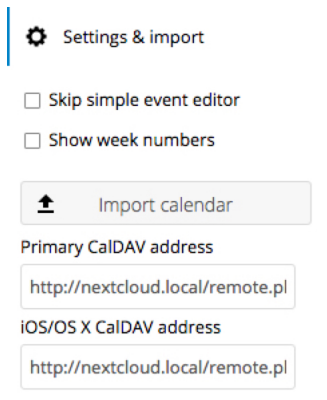 Settings & import
Skip simple event editor
Show week numbers
Import calendar
Primary CalDAV address
http://nextcloud.local/remote.pl
iOS/OS X CalDAV address
http://nextcloud.local/remote.pl